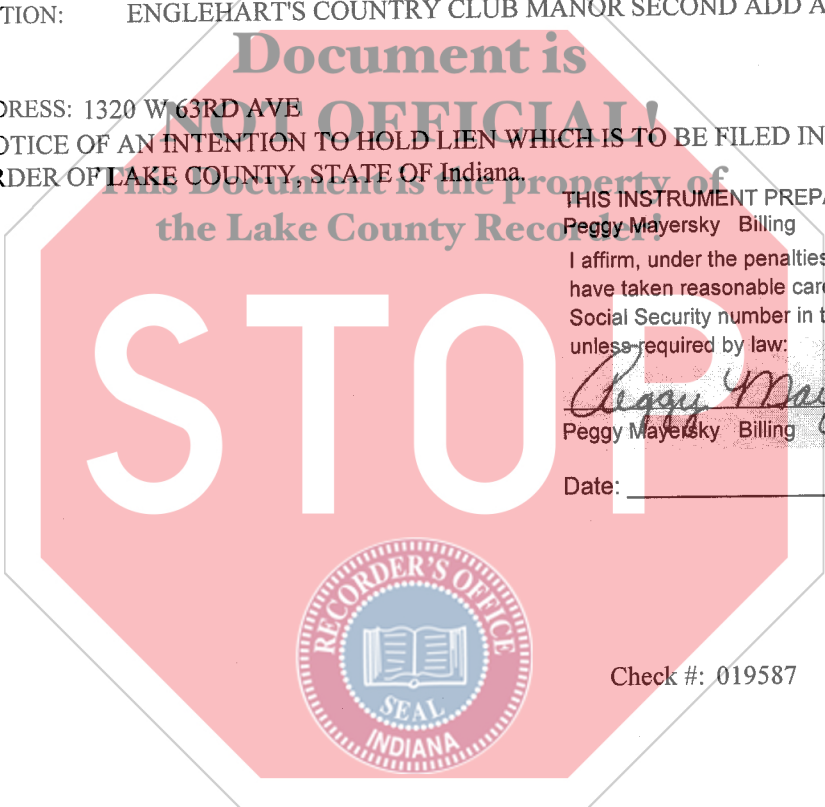 TION: ENGLEHART'S COUNTRY CLUB MANOR SECOND ADD A
Document is
DRESS: 1320 W 63RD AVE
NOT OFFICIAL!
OTICE OF AN INTENTION TO HOLD LIEN WHICH IS TO BE FILED IN
RDER OF LAKE COUNTY, STATE OF Indiana.
This Document is the property of
the Lake County Recorder!
THIS INSTRUMENT PREPA
Peggy Mayersky Billing
I affirm, under the penalties
have taken reasonable care
Social Security number in t
unless required by law:
STOP
Peggy May
Peggy Mayersky Billing
Date:
RECORDER'S OFFICE
SEAL
INDIANA
Check #: 019587